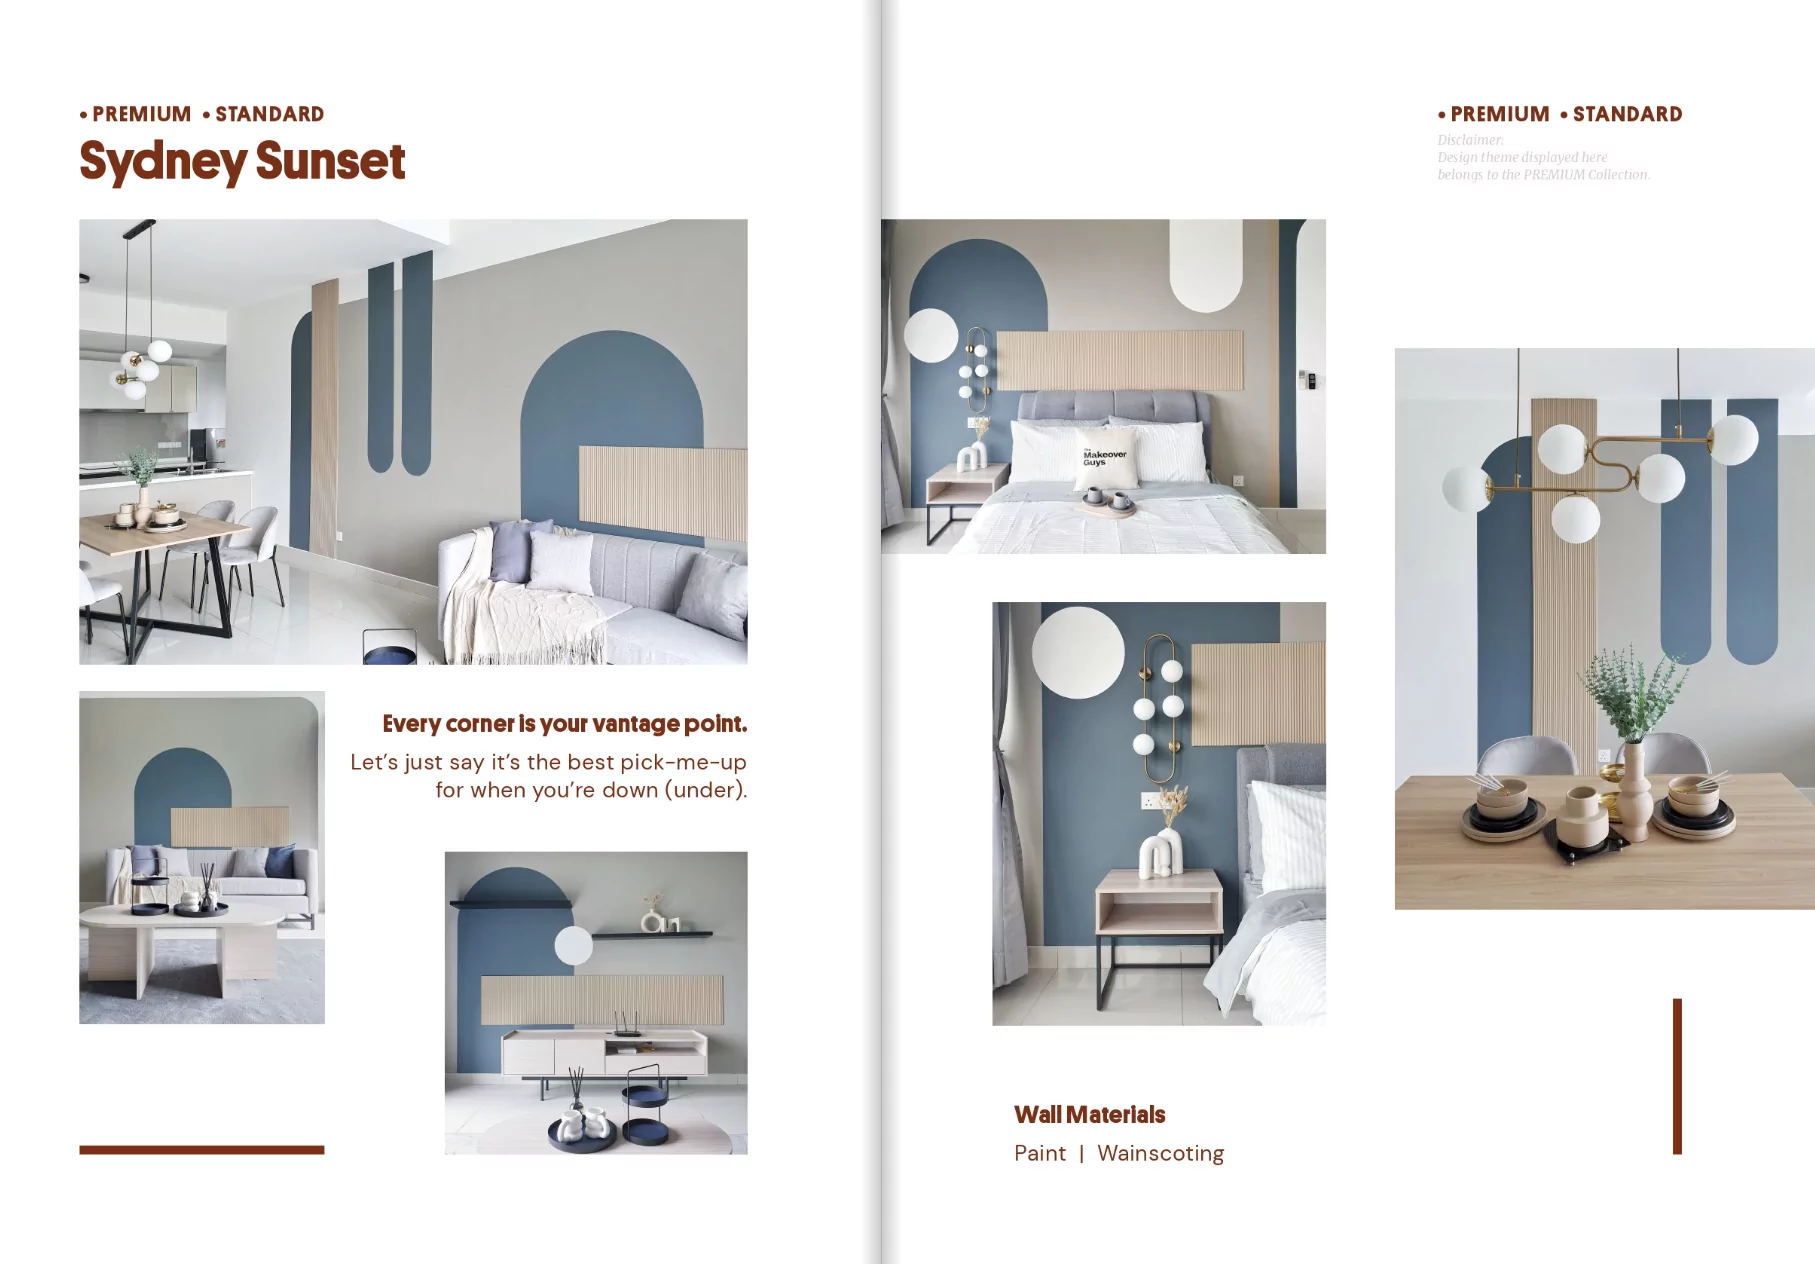 • PREMIUM • STANDARD
Sydney Sunset
Every corner is your vantage point.
Let's just say it's the best pick-me-up
for when you're down (under).
• PREMIUM • STANDARD
Disclaimer:
Design theme displayed here
belongs to the PREMIUM Collection.
The
Makeover
Guys
Wall Materials
Paint | Wainscoting